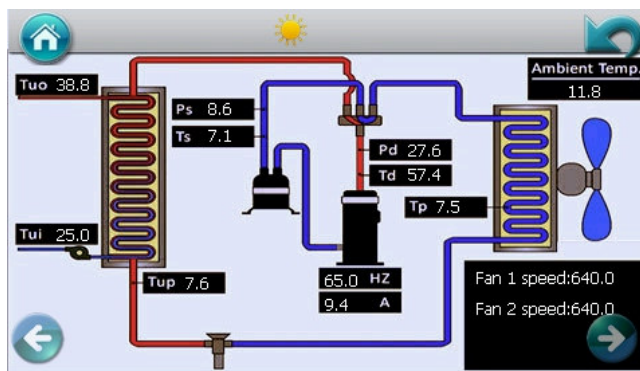 Ambient Temp.
11.8
Tuo 38.8
Ps 8.6
Ts 7.1
Pd 27.6
Td 57.4
Tp 7.5
Tui 25.0
Tup 7.6
65.0 HZ
9.4 A
Fan 1 speed:640.0
Fan 2 speed:640.0